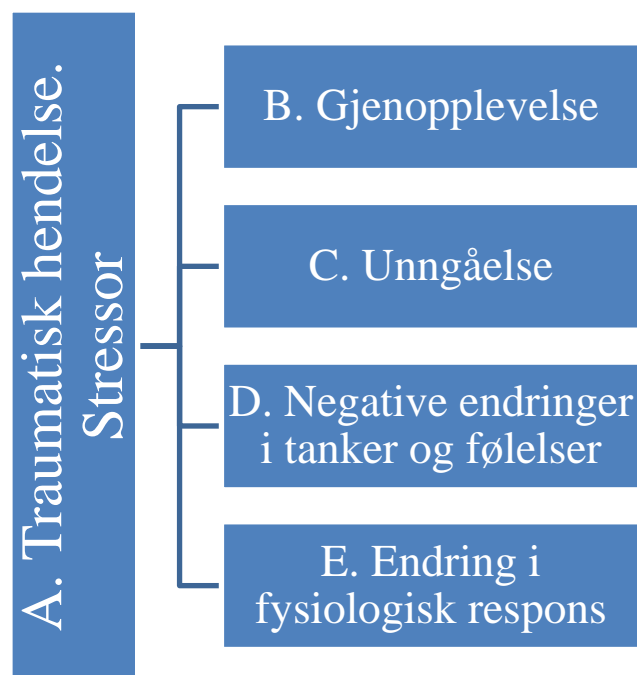 A. Traumatisk hendelse.
Stressor
B. Gjenopplevelse
C. Unngåelse
D. Negative endringer
i tanker og følelser
E. Endring i
fysiologisk respons